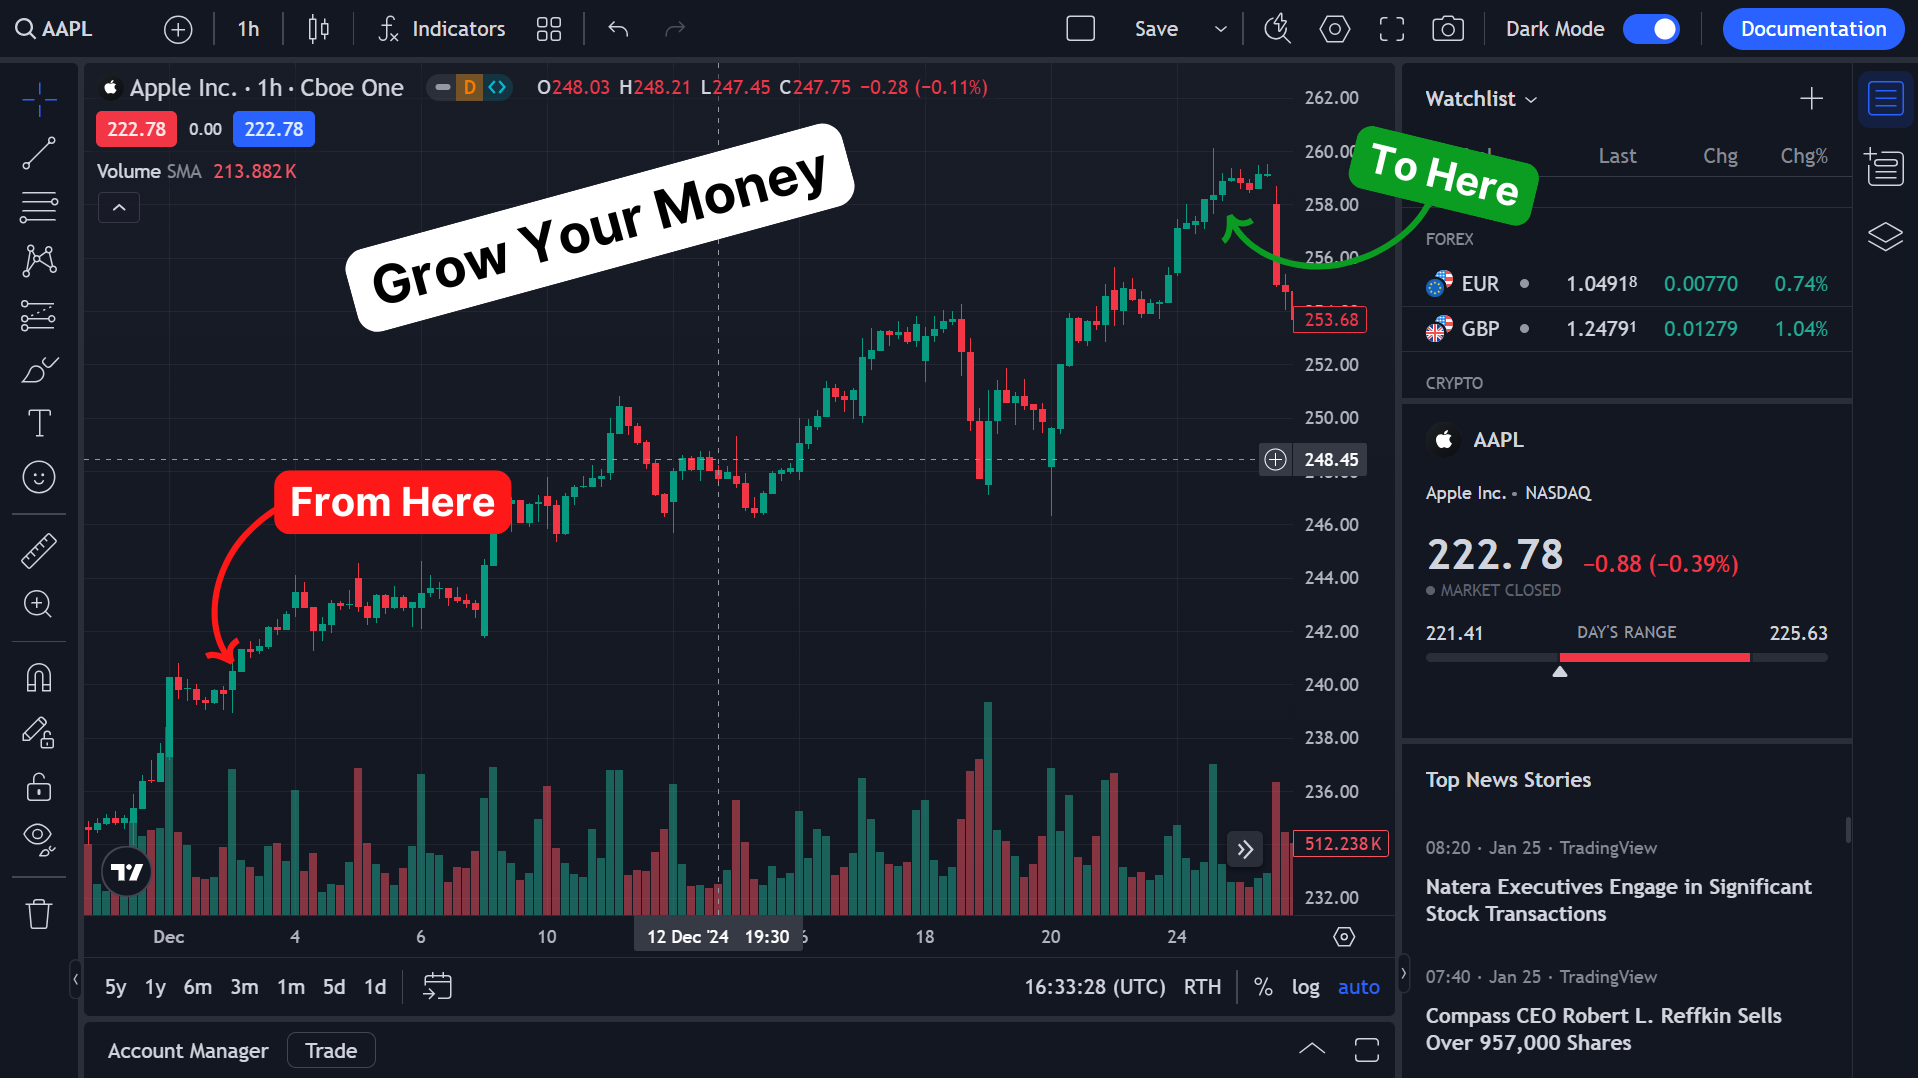 AAPL
1h
Indicators
Save
Dark Mode
Documentation
Apple Inc. · 1h · Cboe One
D
O248.03 H248.21 L247.45 C247.75 −0.28 (−0.11%)
222.78
0.00
222.78
Volume SMA 213.882 K
Grow Your Money
From Here
To Here
262.00
260.00
258.00
256.00
253.68
252.00
250.00
248.45
246.00
244.00
242.00
240.00
238.00
236.00
512.238 K
232.00
Dec
4
6
10
12 Dec '24 19:30
18
20
24
5y 1y 6m 3m 1m 5d 1d
16:33:28 (UTC)
RTH
%
log
auto
Account Manager
Trade
Watchlist
Last
Chg
Chg%
FOREX
EUR 1.04918 0.00770 0.74%
GBP 1.24791 0.01279 1.04%
CRYPTO
AAPL
Apple Inc. • NASDAQ
222.78 −0.88 (−0.39%)
MARKET CLOSED
221.41 DAY'S RANGE 225.63
Top News Stories
08:20 · Jan 25 · TradingView
Natera Executives Engage in Significant
Stock Transactions
07:40 · Jan 25 · TradingView
Compass CEO Robert L. Reffkin Sells
Over 957,000 Shares